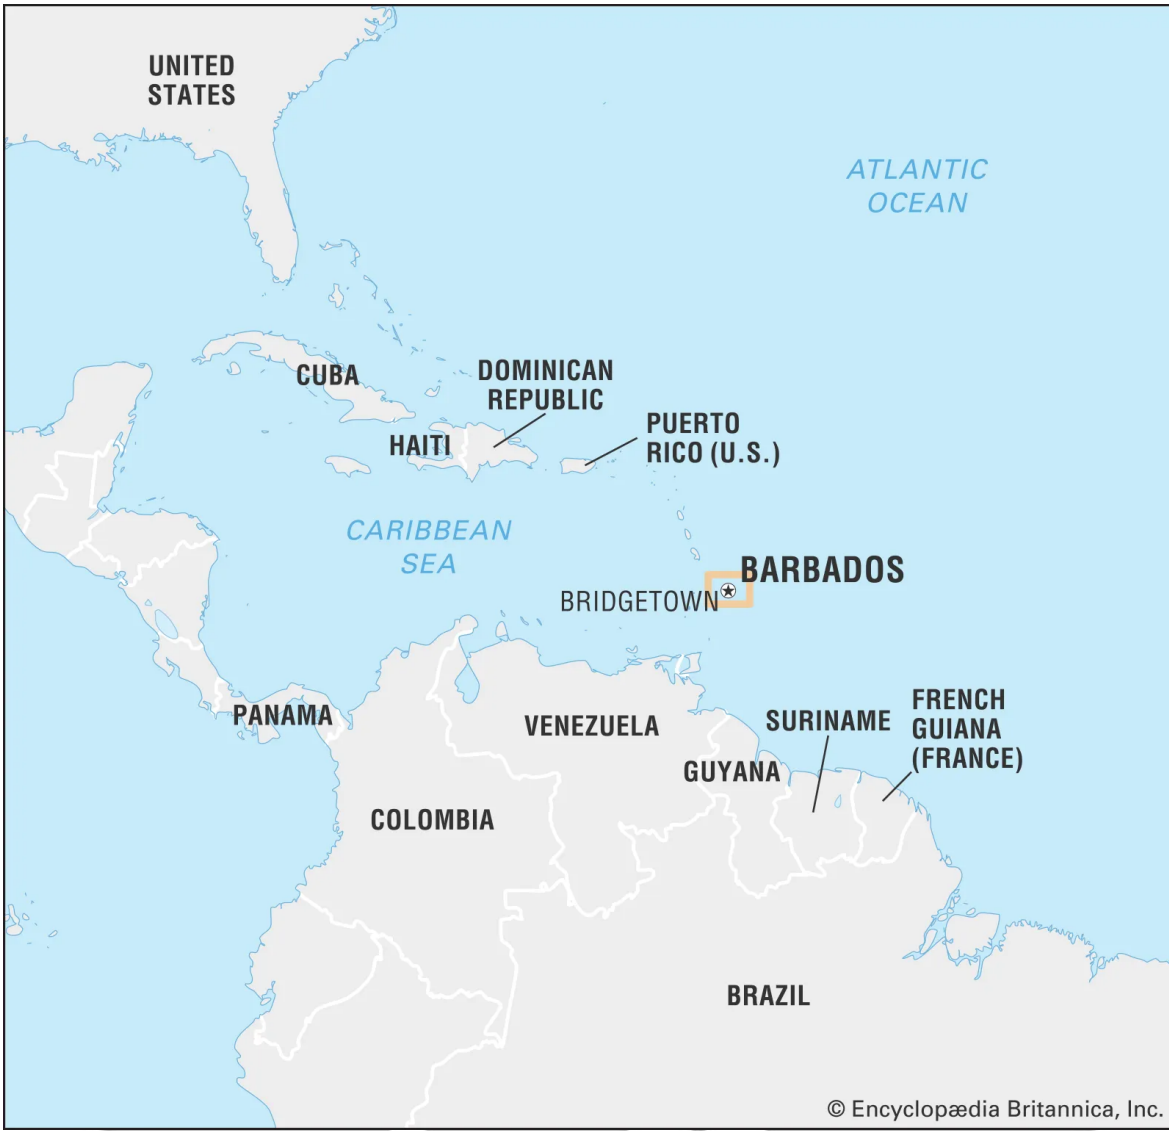 UNITED
STATES
ATLANTIC
OCEAN
CUBA
DOMINICAN
REPUBLIC
HAITI
PUERTO
RICO (U.S.)
CARIBBEAN
SEA
BARBADOS
BRIDGETOWN
PANAMA
VENEZUELA
SURINAME
FRENCH
GUIANA
(FRANCE)
GUYANA
COLOMBIA
BRAZIL
© Encyclopædia Britannica, Inc.